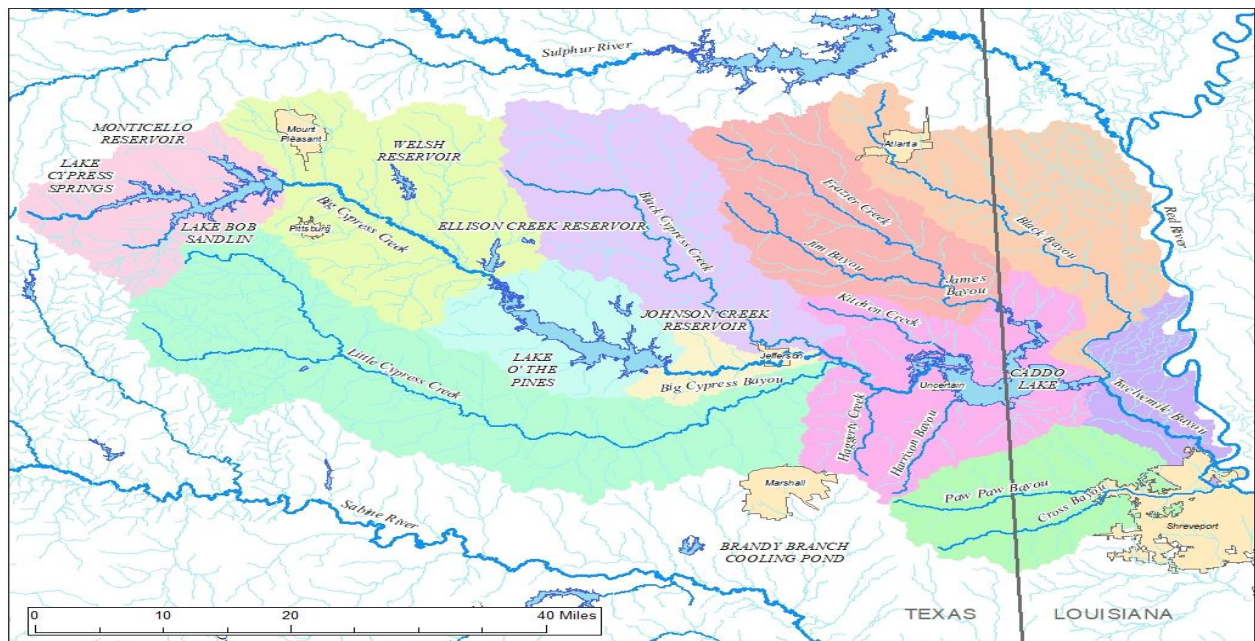 Sulphur River
MONTICELLO
RESERVOIR
Mount
Pleasant
WELSH
RESERVOIR
Atlanta
LAKE
CYPRESS
SPRINGS
Frazier Creek
Black Cypress Creek
Red River
Black Bayou
LAKE BOB
SANDLIN
Pittsburg
Big Cypress Creek
ELLISON CREEK RESERVOIR
Jim Bayou
James
Bayou
Kitchen Creek
JOHNSON CREEK
RESERVOIR
Jefferson
LAKE
O' THE
PINES
Little Cypress Creek
Big Cypress Bayou
Uncertain
CADDO
LAKE
Twelvemile Bayou
Haggerty Creek
Harrison Bayou
Marshall
Paw Paw Bayou
Cross Bayou
Shreveport
Sabine River
BRANDY BRANCH
COOLING POND
0 10 20 40 Miles
TEXAS LOUISIANA